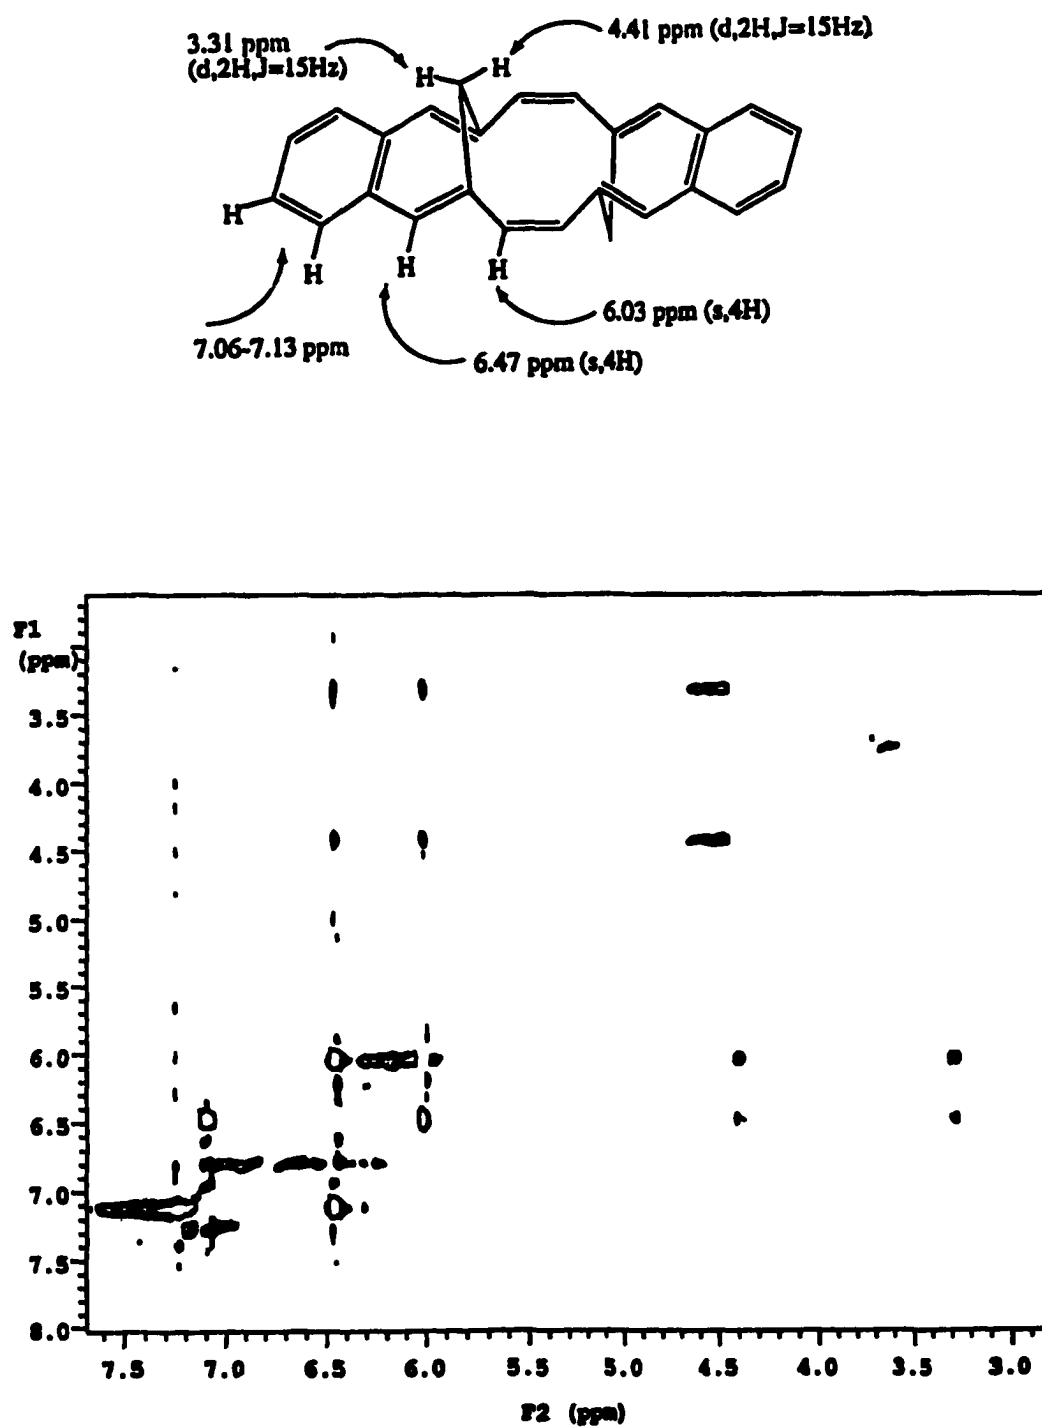 3.31 ppm
(d,2H,J=15Hz)
4.41 ppm (d,2H,J=15Hz)
H H
H
H
H
H
7.06-7.13 ppm
6.03 ppm (s,4H)
6.47 ppm (s,4H)
F1
(ppm)
3.5
4.0
4.5
5.0
5.5
6.0
6.5
7.0
7.5
8.0
7.5 7.0 6.5 6.0 5.5 5.0 4.5 4.0 3.5 3.0
F2 (ppm)